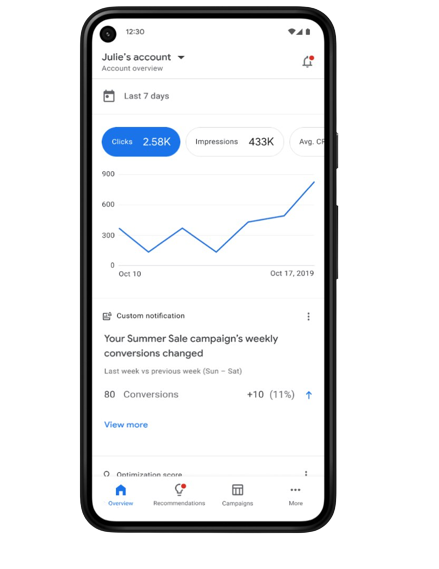 12:30
Julie's account
Account overview
Last 7 days
Clicks 2.58K
Impressions 433K
Avg.
900
600
300
0
Oct 10
Oct 17, 2019
Custom notification
Your Summer Sale campaign's weekly
conversions changed
Last week vs previous week (Sun – Sat)
80 Conversions +10 (11%)
View more
Optimization score
Overview
Recommendations
Campaigns
More